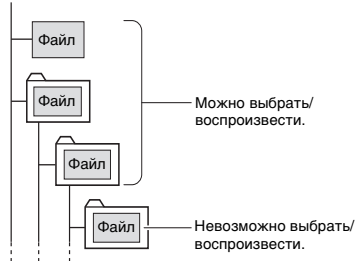 Файл
Файл
Можно выбрать/
воспроизвести.
Файл
Файл
Невозможно выбрать/
воспроизвести.